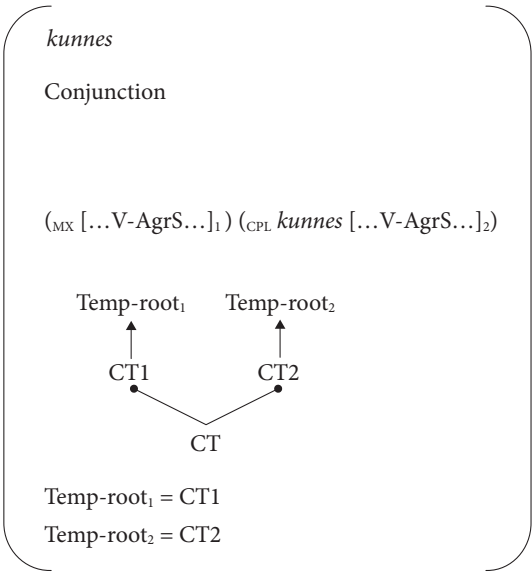 kunnes
Conjunction
(MX […V-AgrS…]1) (CPL kunnes […V-AgrS…]2)
Temp-root1 Temp-root2
CT1 CT2
CT
Temp-root1 = CT1
Temp-root2 = CT2